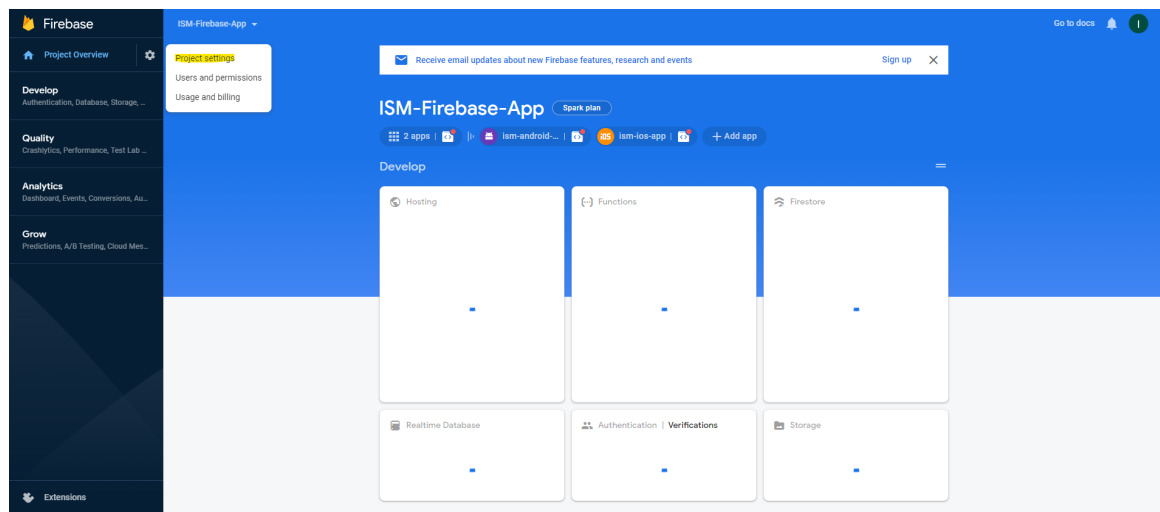 Firebase
Project Overview
Develop
Authentication, Database, Storage, ...
Quality
Crashlytics, Performance, Test Lab ...
Analytics
Dashboard, Events, Conversions, Au...
Grow
Predictions, A/B Testing, Cloud Mes...
Extensions
ISM-Firebase-App
Go to docs
I
Project settings
Users and permissions
Usage and billing
Receive email updates about new Firebase features, research and events
Sign up
ISM-Firebase-App
Spark plan
2 apps
ism-android-...
iOS
ism-ios-app
+ Add app
Develop
Hosting
Functions
Firestore
Realtime Database
Authentication | Verifications
Storage